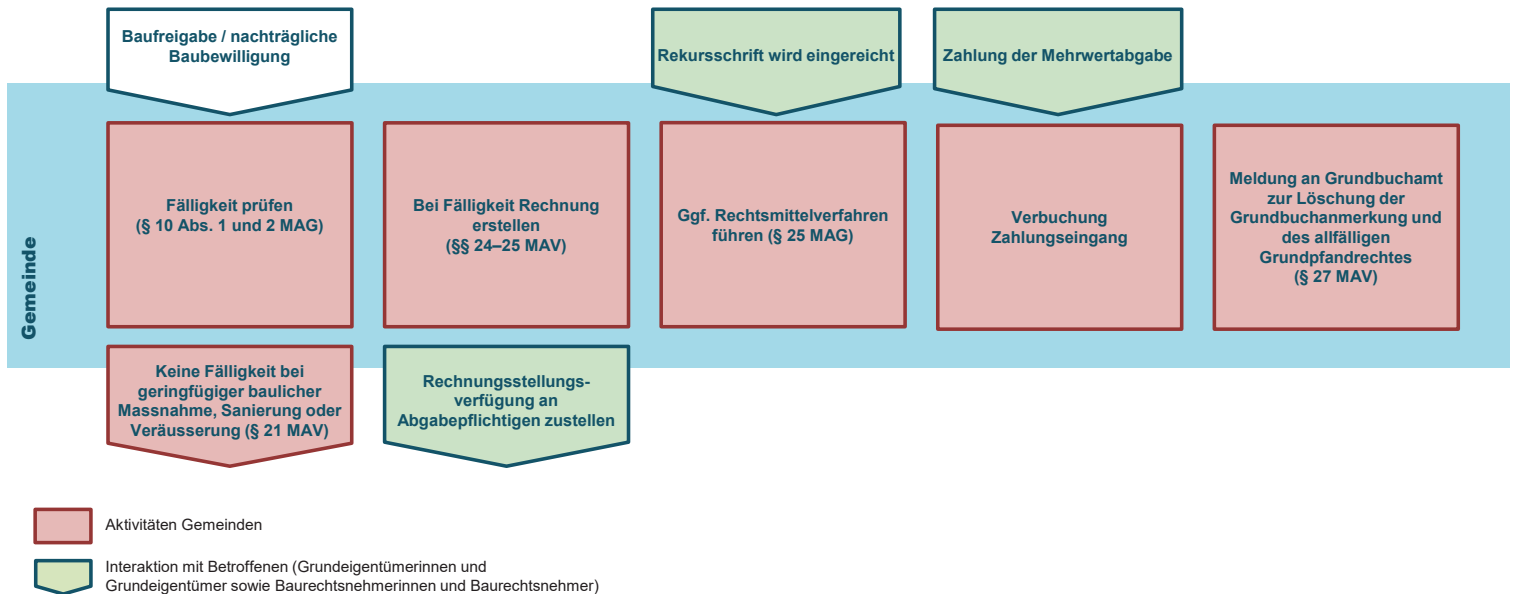 Baufreigabe / nachträgliche
Baubewilligung
Rekursschrift wird eingereicht
Zahlung der Mehrwertabgabe
Gemeinde
Fälligkeit prüfen
(§ 10 Abs. 1 und 2 MAG)
Bei Fälligkeit Rechnung
erstellen
(§§ 24–25 MAV)
Ggf. Rechtsmittelverfahren
führen (§ 25 MAG)
Verbuchung
Zahlungseingang
Meldung an Grundbuchamt
zur Löschung der
Grundbuchanmerkung und
des allfälligen
Grundpfandrechtes
(§ 27 MAV)
Keine Fälligkeit bei
geringfügiger baulicher
Massnahme, Sanierung oder
Veräusserung (§ 21 MAV)
Rechnungsstellungs-
verfügung an
Abgabepflichtigen zustellen
Aktivitäten Gemeinden
Interaktion mit Betroffenen (Grundeigentümerinnen und
Grundeigentümer sowie Baurechtsnehmerinnen und Baurechtsnehmer)